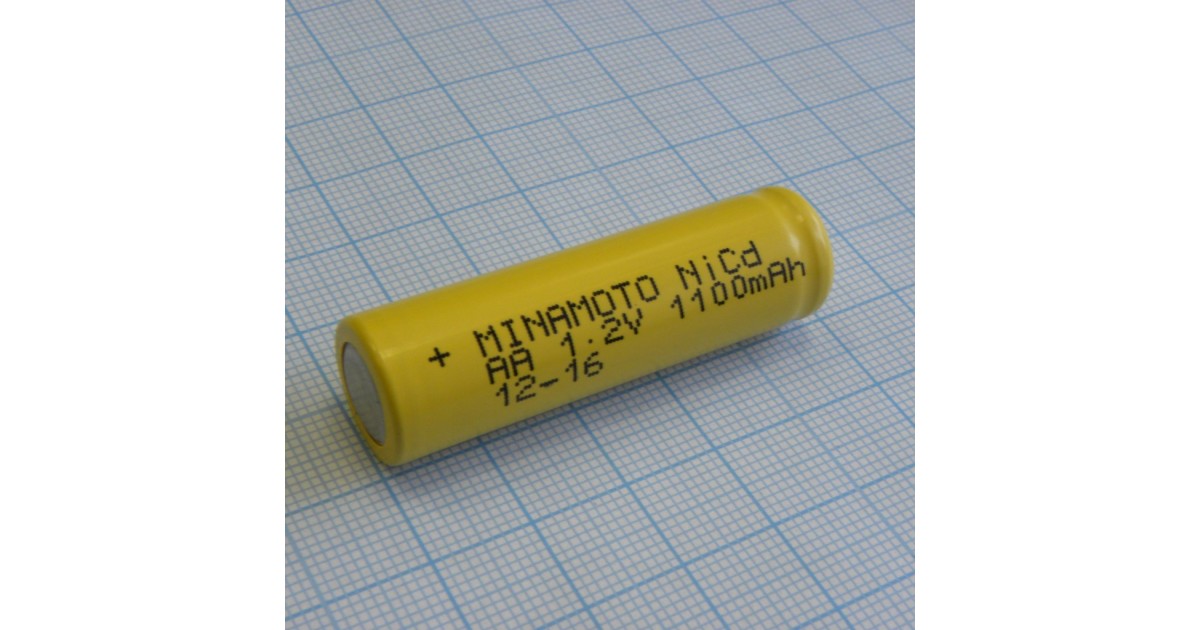 + MINAMOTO NiCd
AA 1.2V 1100mAh
12-16